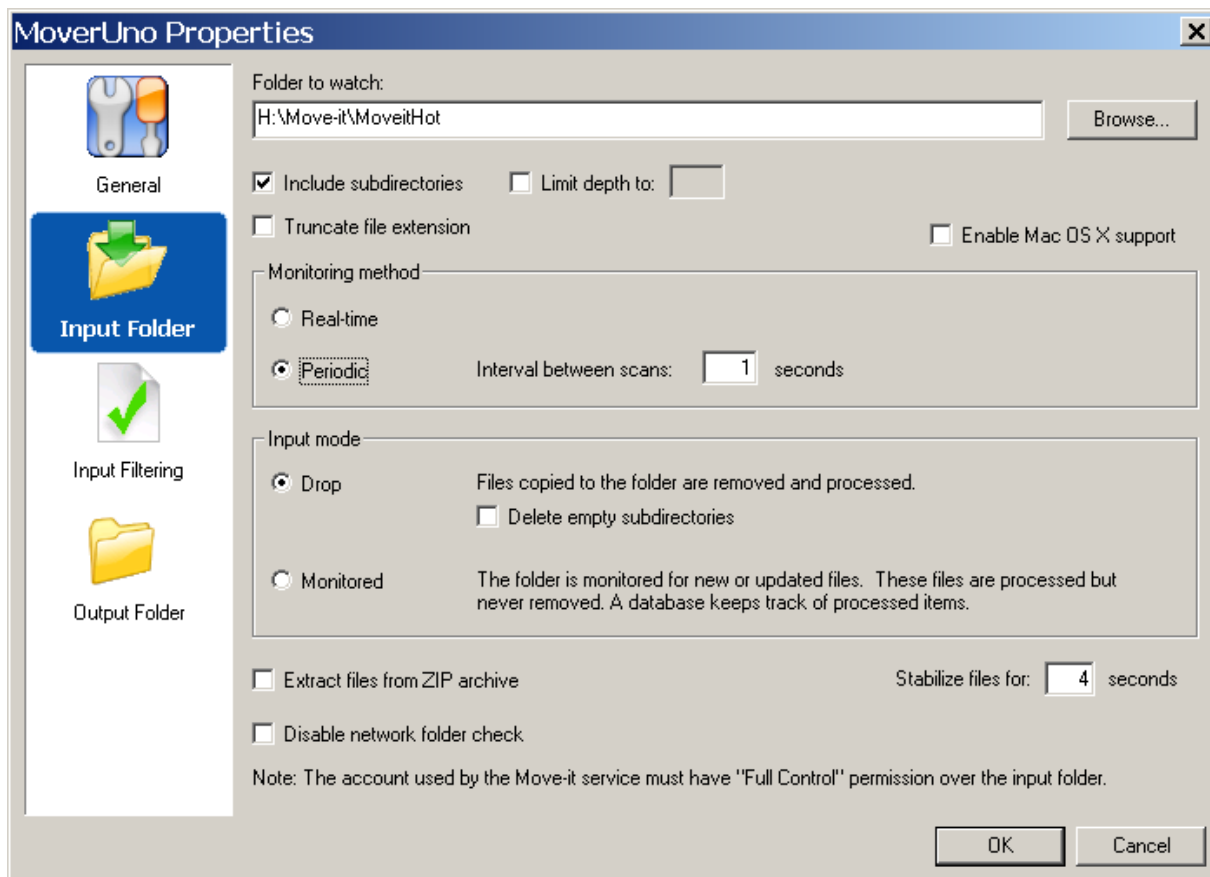 MoverUno Properties
General
Input Folder
Input Filtering
Output Folder
Folder to watch:
H:\Move-it\MoveitHot
Browse...
Include subdirectories
Limit depth to:
Truncate file extension
Enable Mac OS X support
Monitoring method
Real-time
Periodic
Interval between scans: 1 seconds
Input mode
Drop
Files copied to the folder are removed and processed.
Delete empty subdirectories
Monitored
The folder is monitored for new or updated files. These files are processed but
never removed. A database keeps track of processed items.
Extract files from ZIP archive
Stabilize files for: 4 seconds
Disable network folder check
Note: The account used by the Move-it service must have "Full Control" permission over the input folder.
OK
Cancel